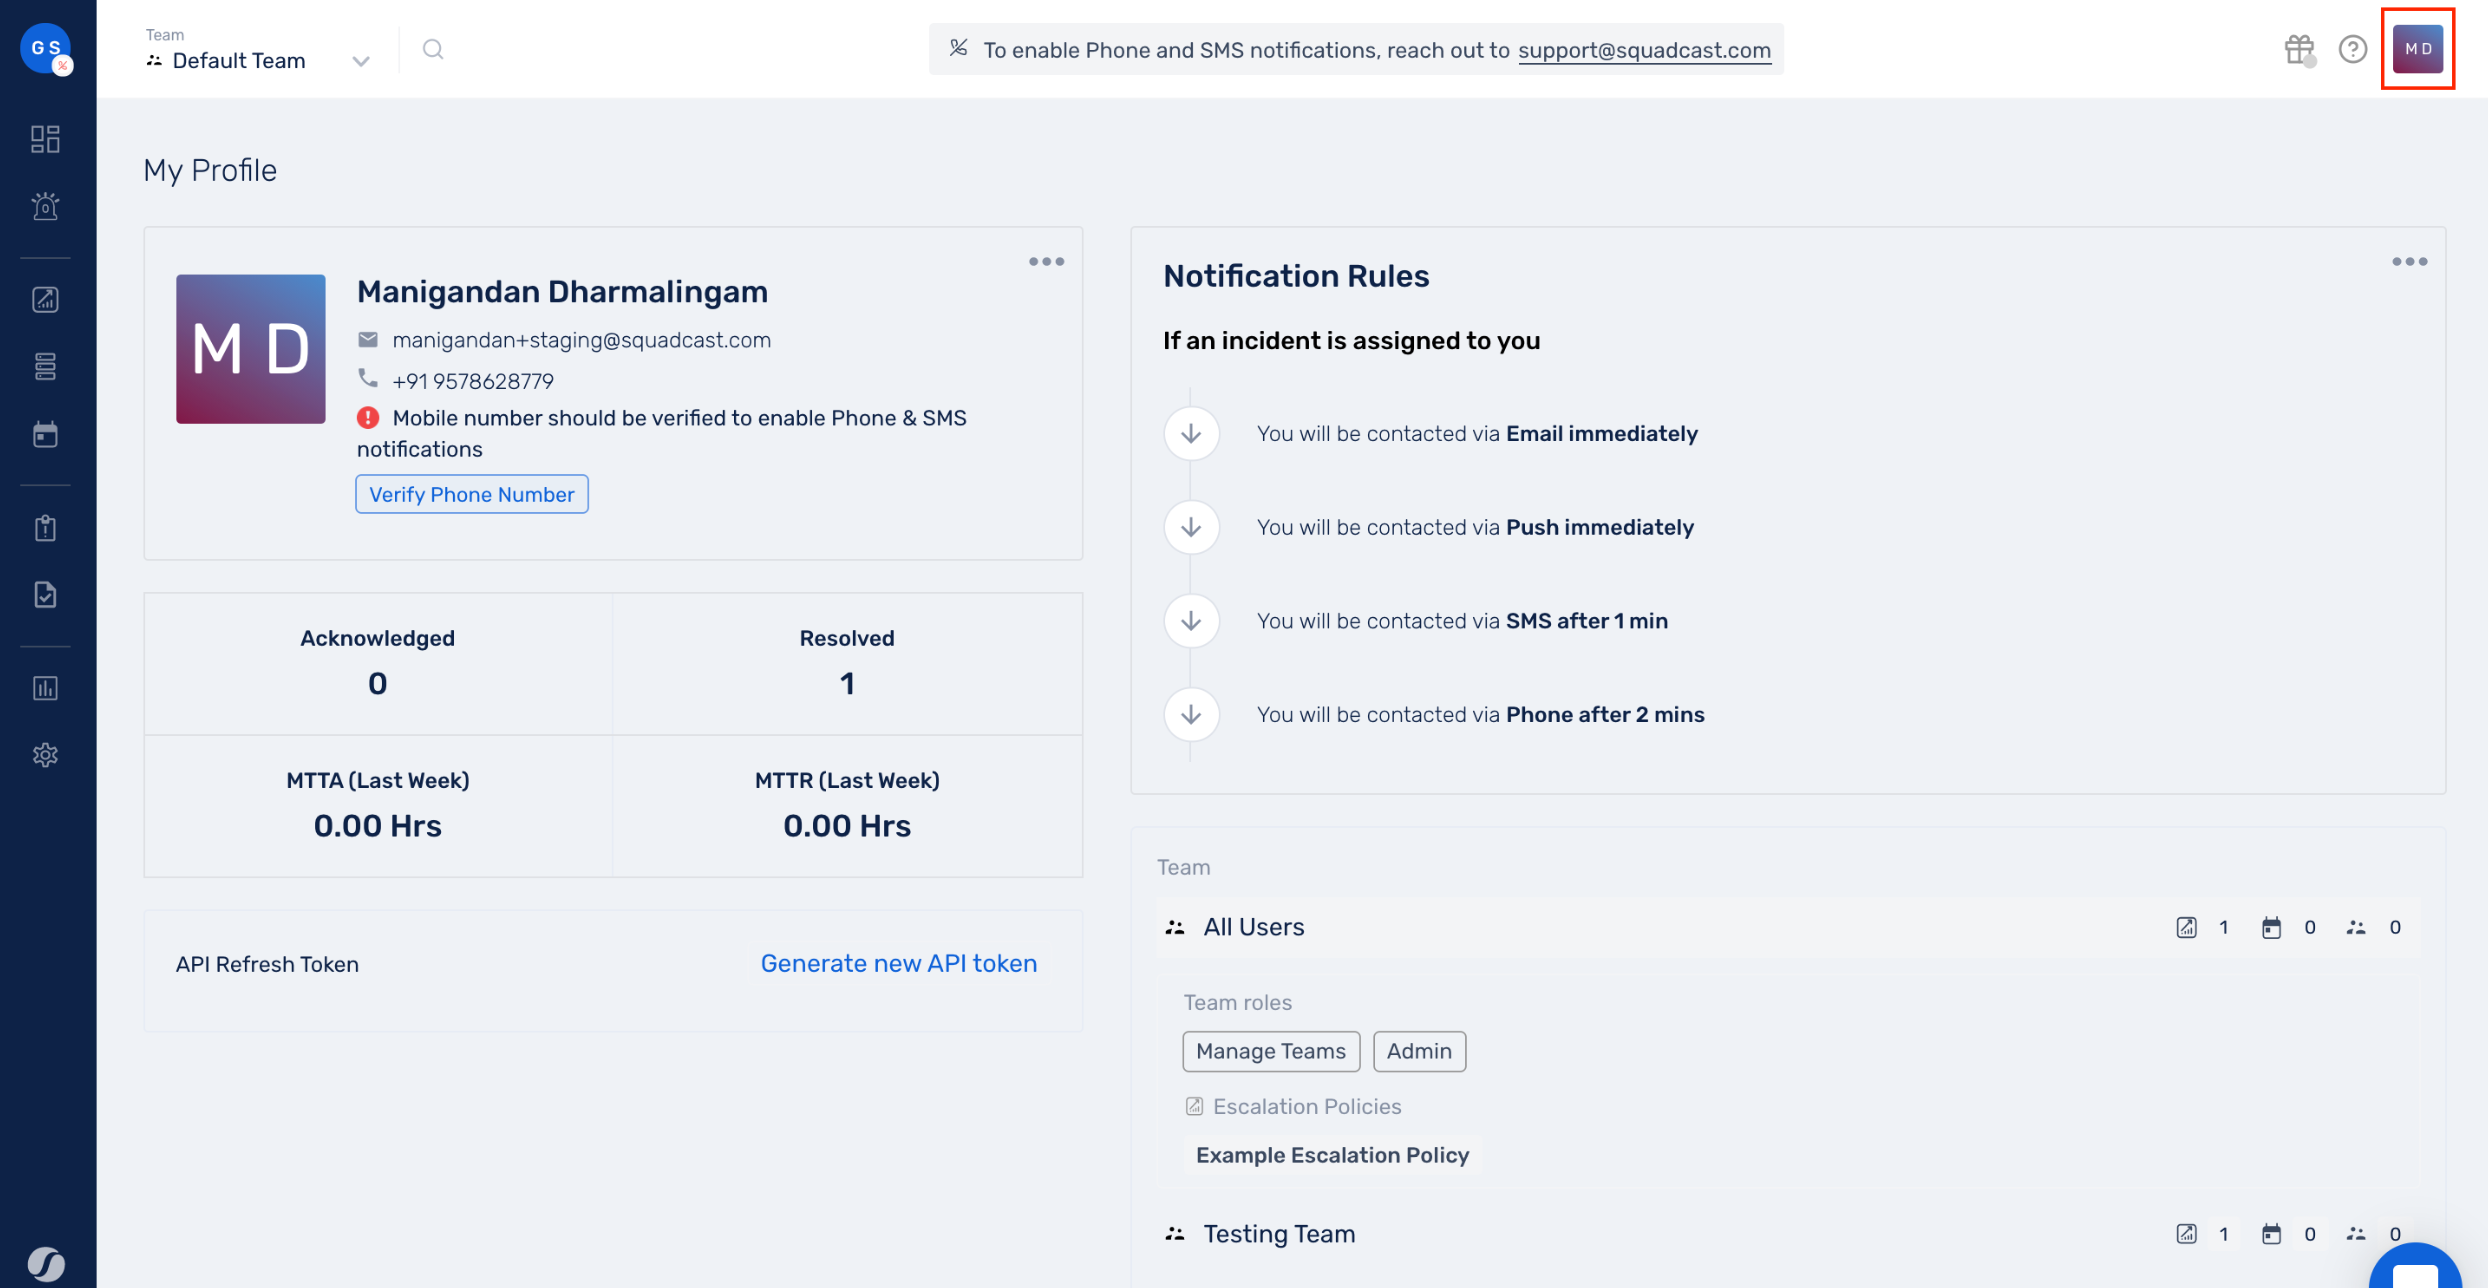 G S
Team
Default Team
To enable Phone and SMS notifications, reach out to support@squadcast.com
M D
My Profile
M D
Manigandan Dharmalingam
manigandan+staging@squadcast.com
+91 9578628779
Mobile number should be verified to enable Phone & SMS
notifications
Verify Phone Number
Acknowledged
0
Resolved
1
MTTA (Last Week)
0.00 Hrs
MTTR (Last Week)
0.00 Hrs
API Refresh Token
Generate new API token
Notification Rules
If an incident is assigned to you
You will be contacted via Email immediately
You will be contacted via Push immediately
You will be contacted via SMS after 1 min
You will be contacted via Phone after 2 mins
Team
All Users 1 0 0
Team roles
Manage Teams Admin
Escalation Policies
Example Escalation Policy
Testing Team 1 0 0